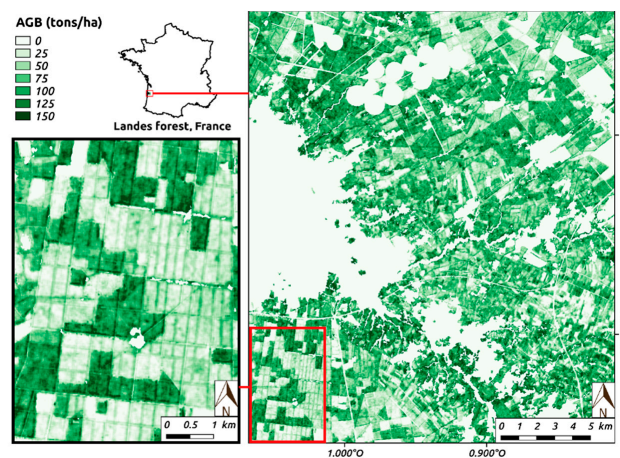 AGB (tons/ha)
0
25
50
75
100
125
150
Landes forest, France
N
0 0.5 1 km
N
0 1 2 3 4 5 km
1.000°O
0.900°O